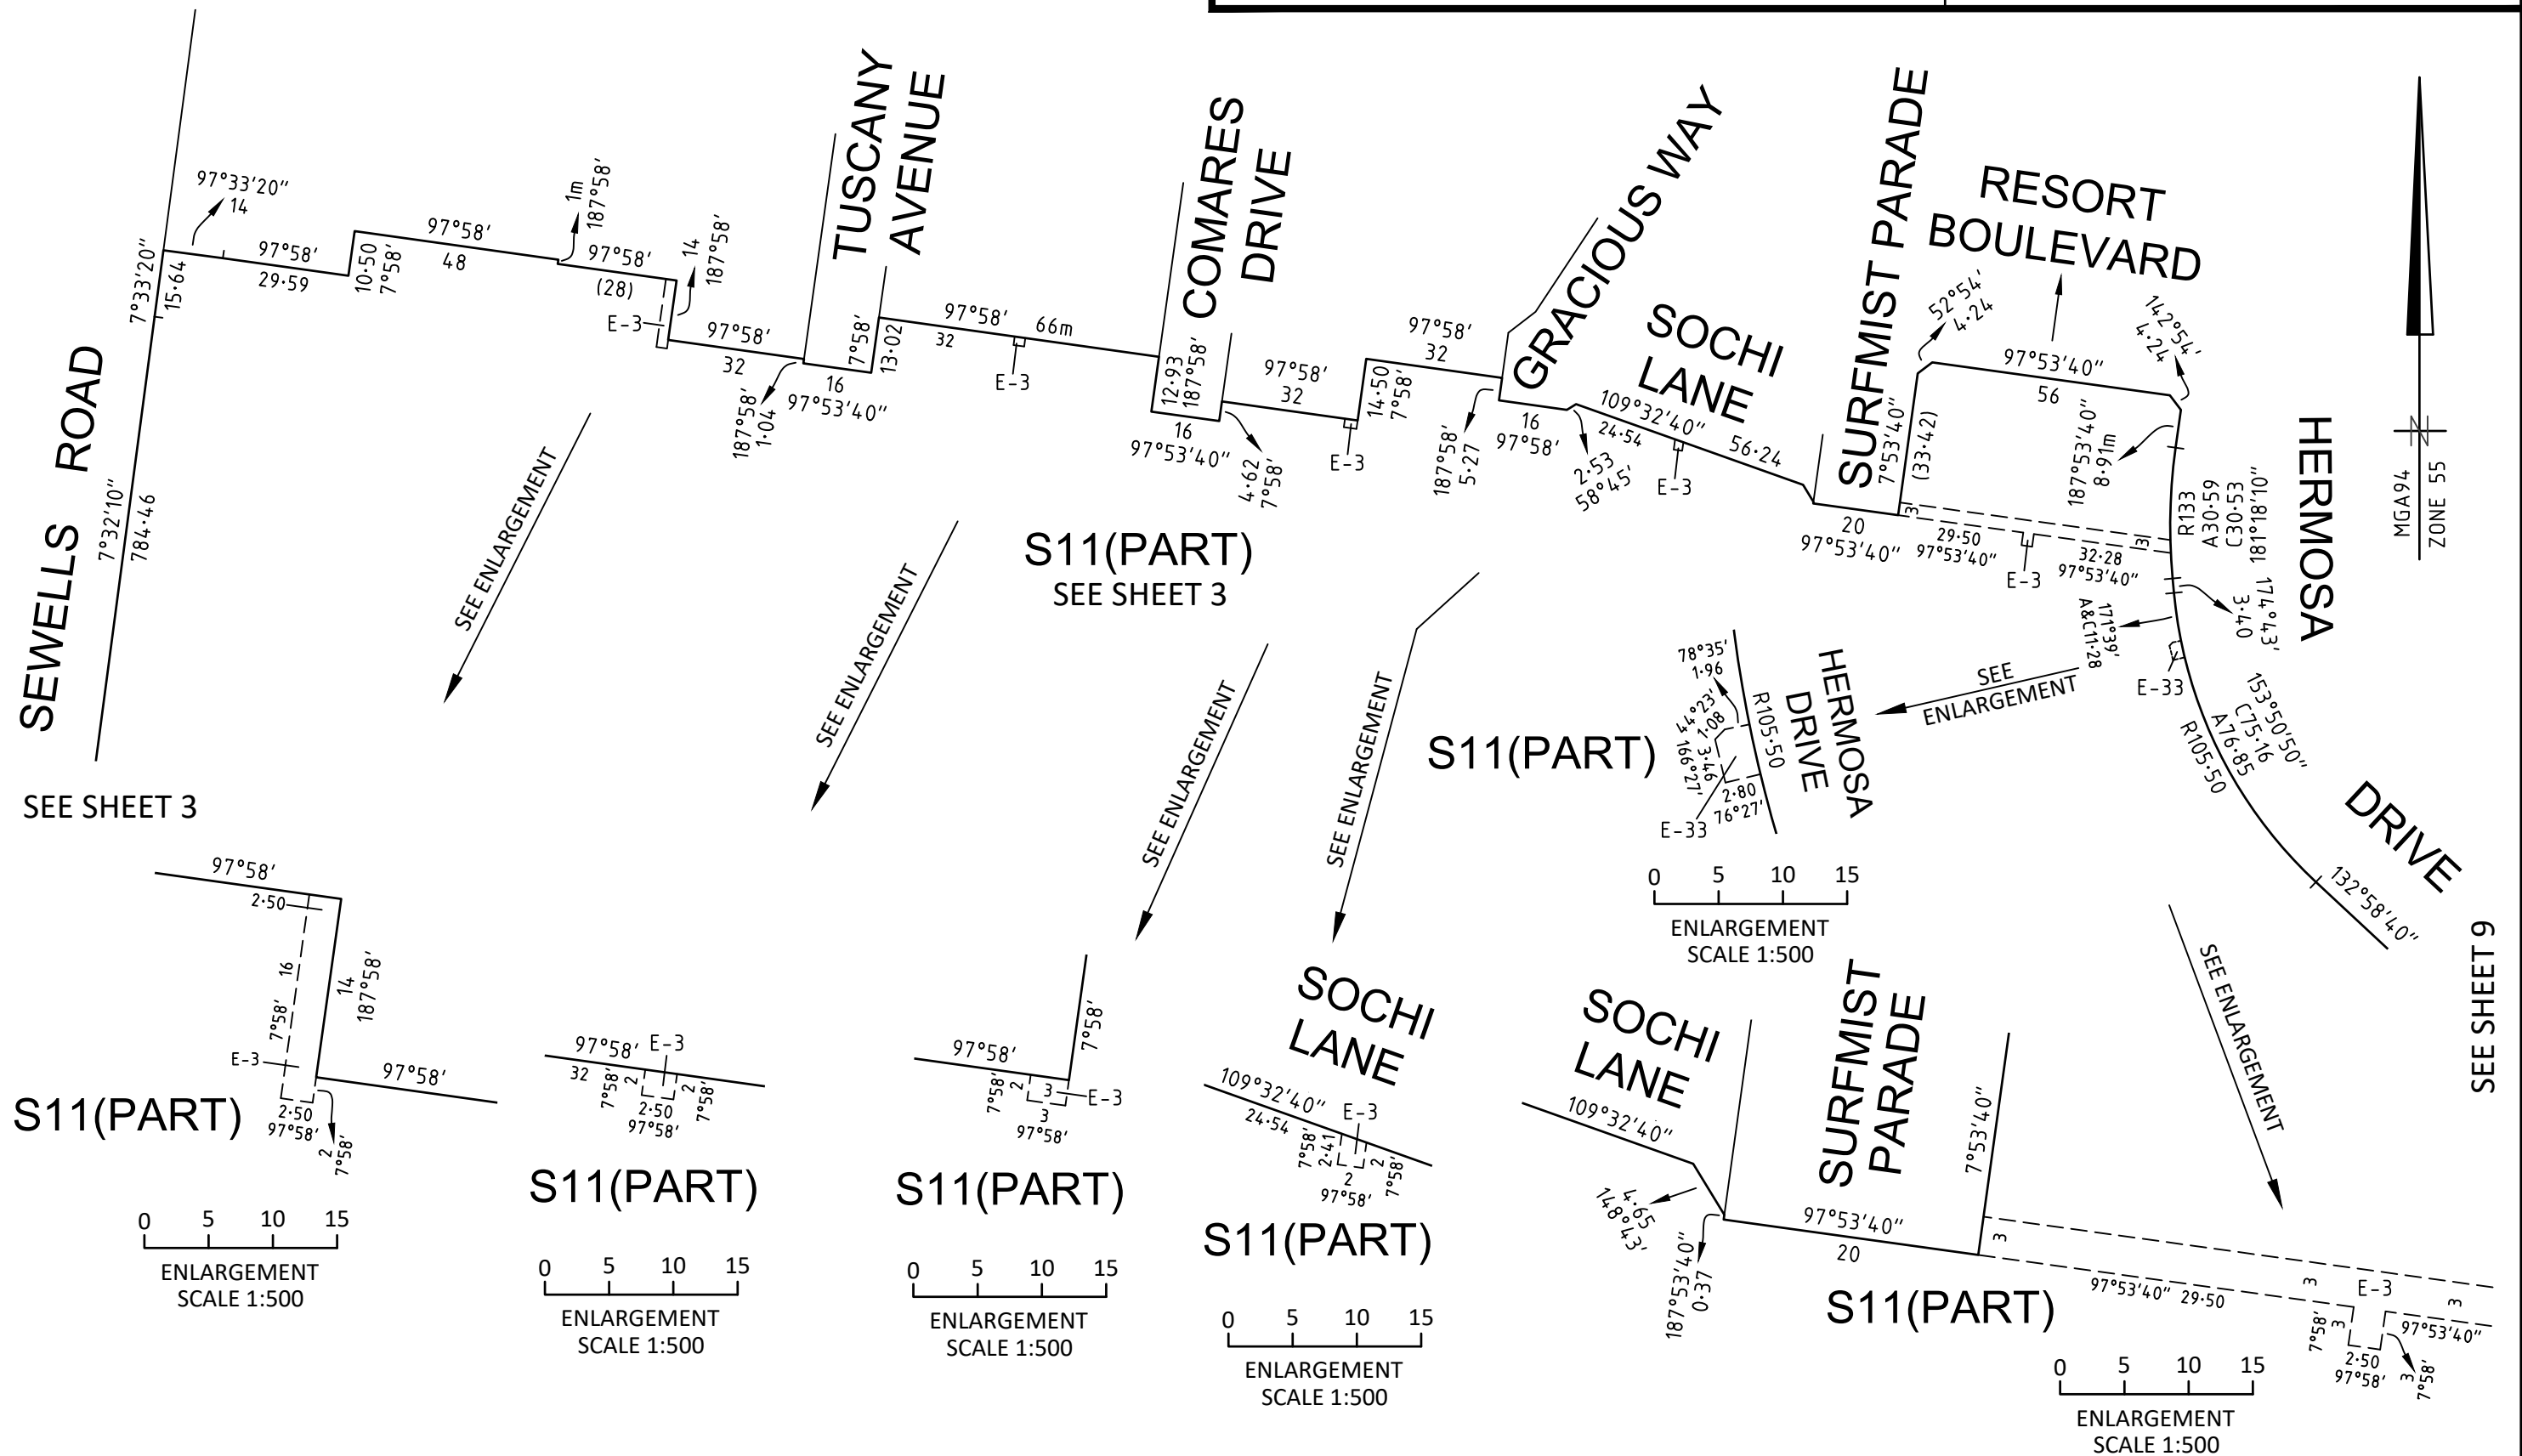 97°33'20"
14
97°58'
29·59
10·50
7°58'
97°58'
48
1m
187°58'
97°58'
(28)
14
187°58'
E-3
7°33'20"
15·64
SEWELLS ROAD
7°32'10"
784·46
SEE SHEET 3
97°58'
32
187°58'
1·04
TUSCANY
AVENUE
16
97°53'40"
7°58'
13·02
97°58'
32
66m
E-3
COMARES
DRIVE
12·93
187°58'
16
97°53'40"
4·62
7°58'
97°58'
32
E-3
14·50
7°58'
97°58'
32
187°58'
5·27
GRACIOUS WAY
16
97°58'
2·53
58°45'
SOCHI
LANE
109°32'40"
24·54
56·24
E-3
SURFMIST PARADE
20
97°53'40"
7°53'40"
(33·42)
52°54'
4·24
RESORT
BOULEVARD
97°53'40"
56
142°54'
4·24
187°53'40"
8·91m
3
29·50
97°53'40"
E-3
32·28
97°53'40"
3
R133
A30·59
C30·53
181°18'10"
174°43'
3·40
171°39'
A&C11·28
E-33
153°50'50"
C75·16
A76·85
R105·50
HERMOSA
DRIVE
132°58'40"
SEE SHEET 9
MGA94
ZONE 55
N
S11(PART)
SEE SHEET 3
SEE ENLARGEMENT
SEE ENLARGEMENT
SEE ENLARGEMENT
SEE ENLARGEMENT
SEE
ENLARGEMENT
SEE ENLARGEMENT
78°35'
1·96
44°23'
1·08
3·46
166°27'
2·80
76°27'
E-33
R105·50
HERMOSA
DRIVE
S11(PART)
0 5 10 15
ENLARGEMENT
SCALE 1:500
97°58'
2·50
16
7°58'
14
187°58'
E-3
97°58'
2·50
97°58'
2
7°58'
S11(PART)
0 5 10 15
ENLARGEMENT
SCALE 1:500
97°58'
E-3
32
7°58'
2
2
7°58'
2·50
97°58'
S11(PART)
0 5 10 15
ENLARGEMENT
SCALE 1:500
97°58'
7°58'
7°58'
2
3
E-3
3
97°58'
S11(PART)
0 5 10 15
ENLARGEMENT
SCALE 1:500
SOCHI
LANE
109°32'40"
24·54
E-3
7°58'
2·41
2
7°58'
2
97°58'
S11(PART)
0 5 10 15
ENLARGEMENT
SCALE 1:500
SOCHI
LANE
109°32'40"
4·65
148°43'
187°53'40"
0·37
SURFMIST
PARADE
97°53'40"
20
7°53'40"
3
97°53'40" 29·50
3
E-3
3
7°58'
3
97°53'40"
2·50
97°58'
3
7°58'
S11(PART)
0 5 10 15
ENLARGEMENT
SCALE 1:500